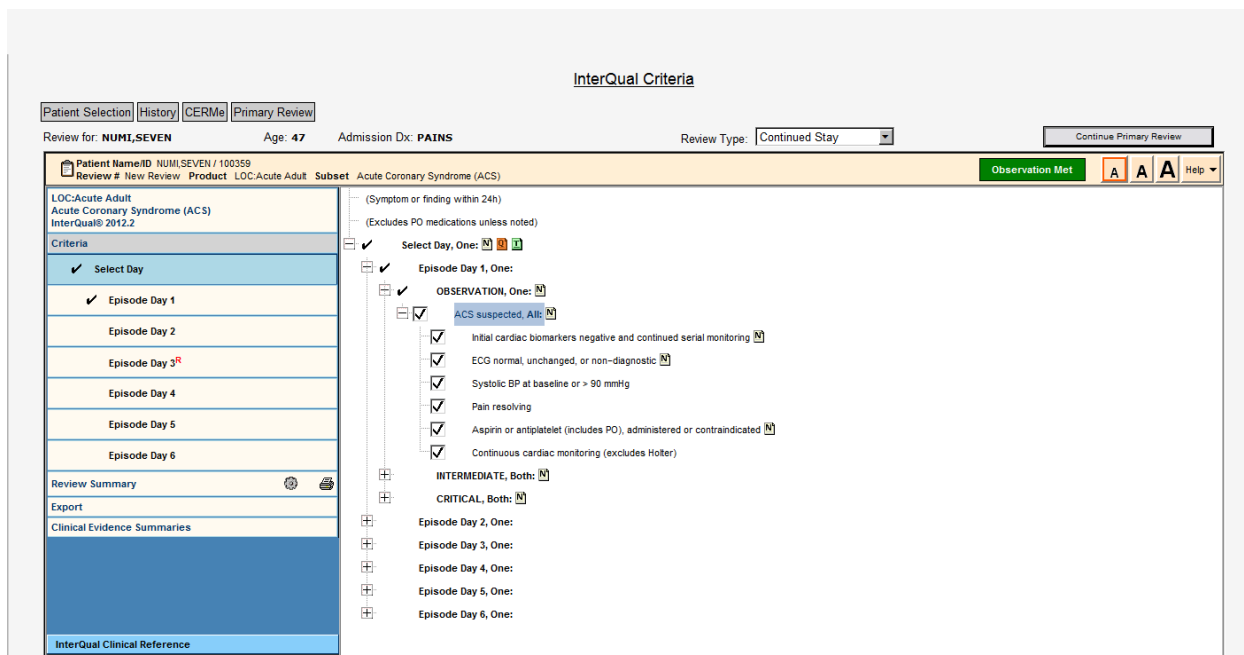 InterQual Criteria
Patient Selection History CERMe Primary Review
Review for: NUMI,SEVEN Age: 47 Admission Dx: PAINS Review Type: Continued Stay Continue Primary Review
Patient Name/ID NUMI,SEVEN / 100359
Review # New Review Product LOC:Acute Adult Subset Acute Coronary Syndrome (ACS)
Observation Met A A A Help
LOC:Acute Adult
Acute Coronary Syndrome (ACS)
InterQual® 2012.2
Criteria
Select Day
Episode Day 1
Episode Day 2
Episode Day 3R
Episode Day 4
Episode Day 5
Episode Day 6
Review Summary
Export
Clinical Evidence Summaries
InterQual Clinical Reference
(Symptom or finding within 24h)
(Excludes PO medications unless noted)
Select Day, One: N Q T
Episode Day 1, One:
OBSERVATION, One: N
ACS suspected, All: N
Initial cardiac biomarkers negative and continued serial monitoring N
ECG normal, unchanged, or non-diagnostic N
Systolic BP at baseline or > 90 mmHg
Pain resolving
Aspirin or antiplatelet (includes PO), administered or contraindicated N
Continuous cardiac monitoring (excludes Holter)
INTERMEDIATE, Both: N
CRITICAL, Both: N
Episode Day 2, One:
Episode Day 3, One:
Episode Day 4, One:
Episode Day 5, One:
Episode Day 6, One: